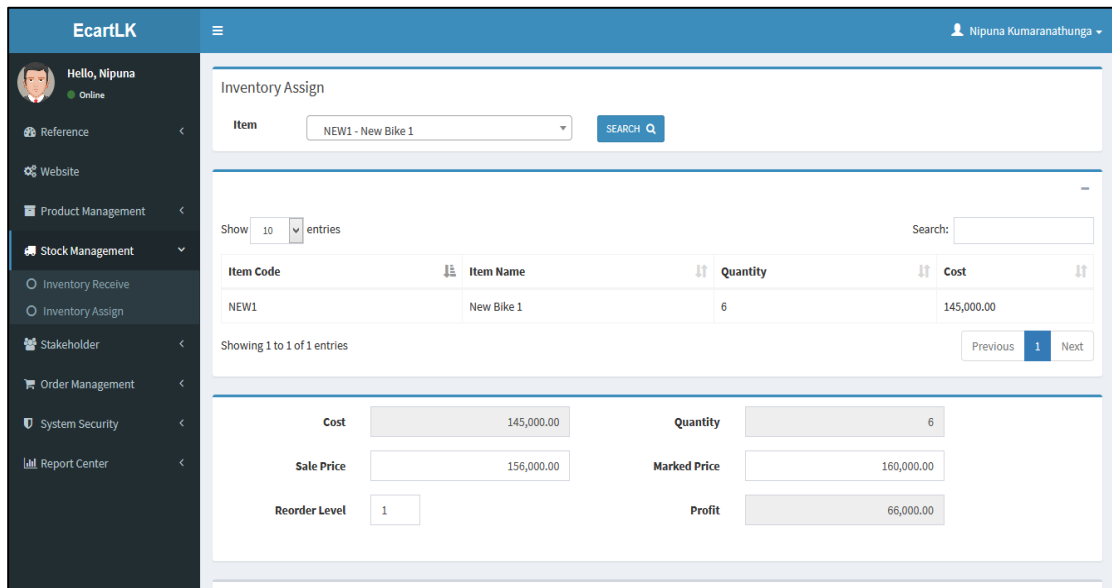 EcartLK
Nipuna Kumaranathunga
Hello, Nipuna
Online
Reference
Website
Product Management
Stock Management
Inventory Receive
Inventory Assign
Stakeholder
Order Management
System Security
Report Center
Inventory Assign
Item NEW1 - New Bike 1 SEARCH
Show 10 entries Search:
Item Code Item Name Quantity Cost
NEW1 New Bike 1 6 145,000.00
Showing 1 to 1 of 1 entries Previous 1 Next
Cost 145,000.00 Quantity 6
Sale Price 156,000.00 Marked Price 160,000.00
Reorder Level 1 Profit 66,000.00